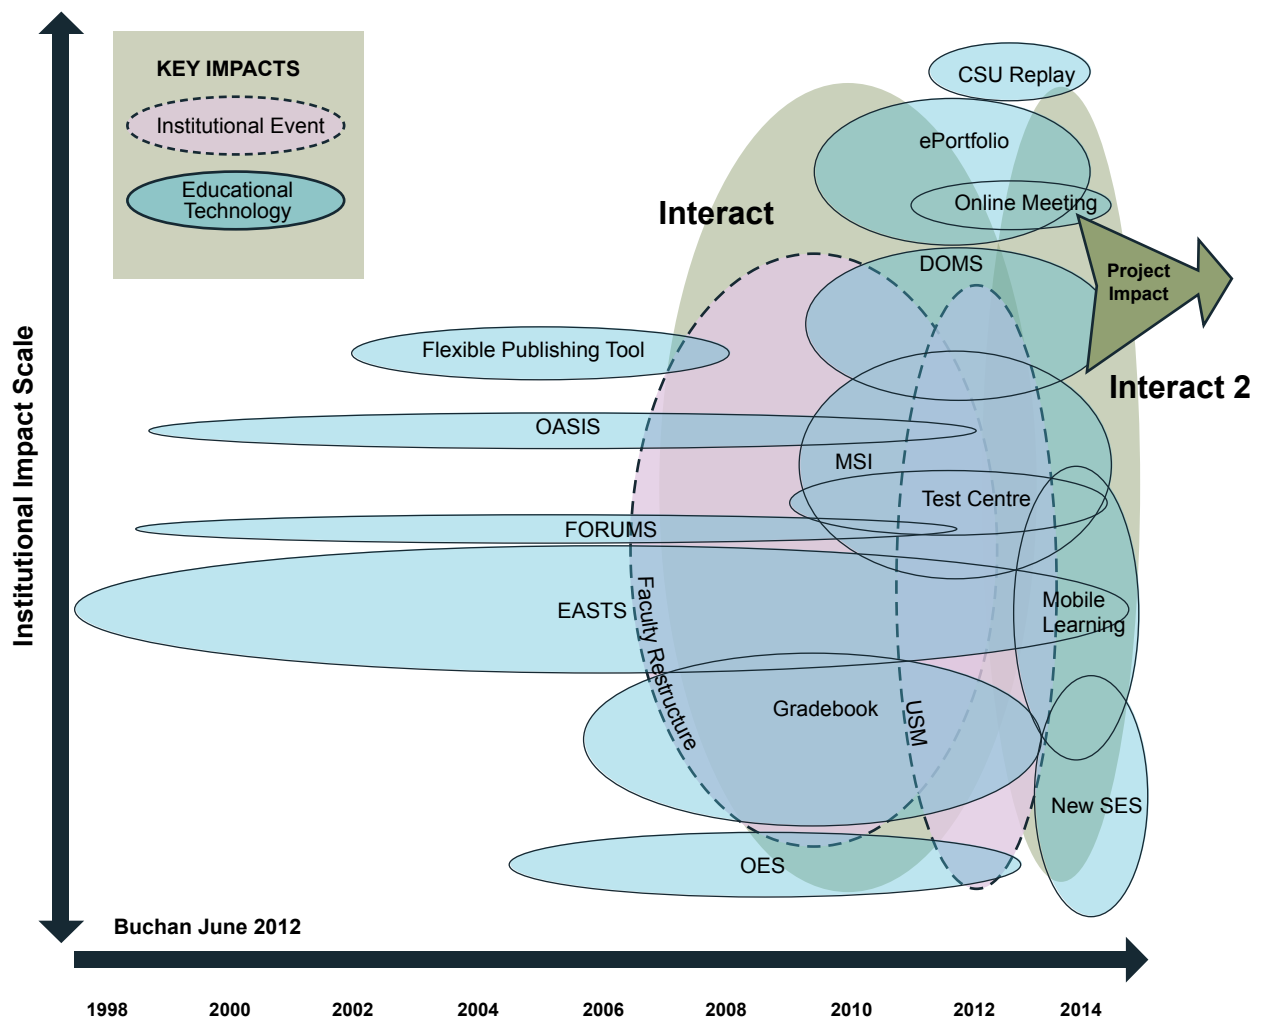 KEY IMPACTS
Institutional Event
Educational
Technology
CSU Replay
ePortfolio
Online Meeting
Interact
DOMS
Project
Impact
Flexible Publishing Tool
Interact 2
OASIS
MSI
Test Centre
FORUMS
EASTS
Mobile
Learning
Faculty Restructure
Gradebook
USM
New SES
OES
Institutional Impact Scale
Buchan June 2012
1998 2000 2002 2004 2006 2008 2010 2012 2014